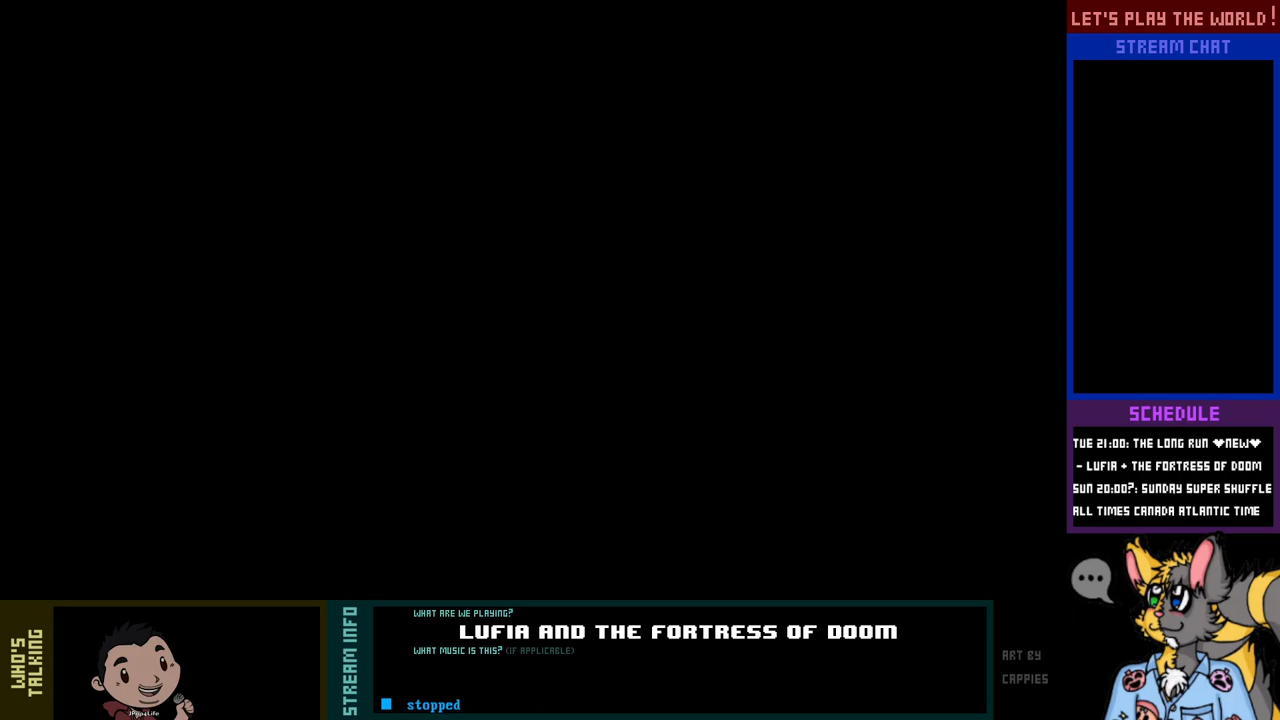 LET'S PLAY THE WORLD!
STREAM CHAT
SCHEDULE
TUE 21:00: THE LONG RUN ♥NEW♥
- LUFIA + THE FORTRESS OF DOOM
SUN 20:00?: SUNDAY SUPER SHUFFLE
ALL TIMES CANADA ATLANTIC TIME
...
WHO'S
TALKING
JPop4Life
STREAM INFO
WHAT ARE WE PLAYING?
LUFIA AND THE FORTRESS OF DOOM
WHAT MUSIC IS THIS? (IF APPLICABLE)
stopped
ART BY
CAPPIES